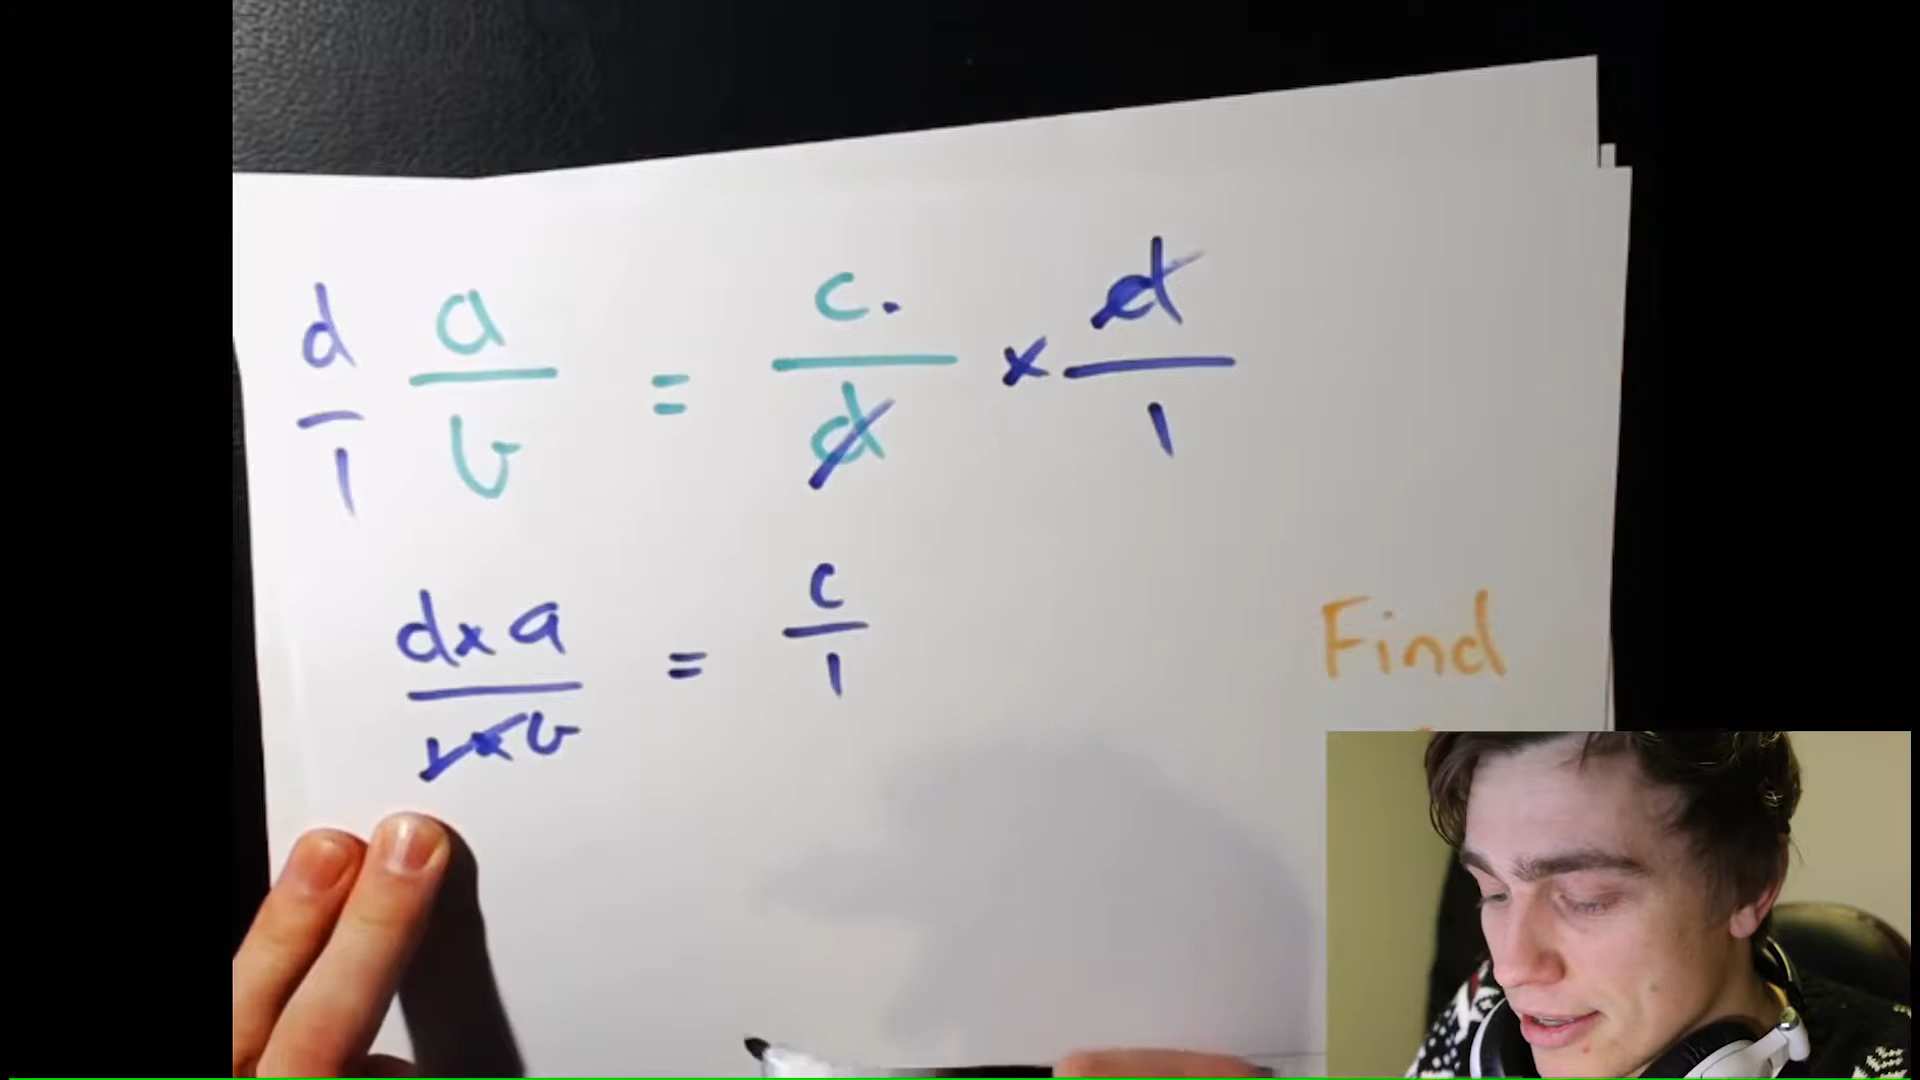 d/1 a/b = c·/d × d/1
d×a/1×b = c/1
Find